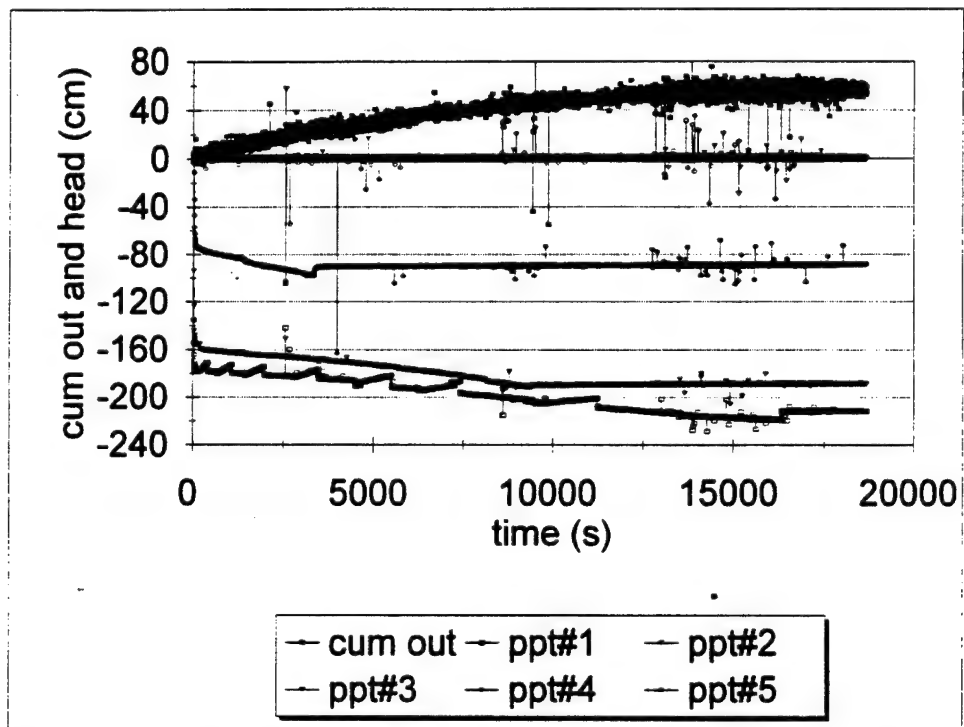 cum out and head (cm)
80
40
0
-40
-80
-120
-160
-200
-240
0 5000 10000 15000 20000
time (s)
cum out ppt#1 ppt#2
ppt#3 ppt#4 ppt#5